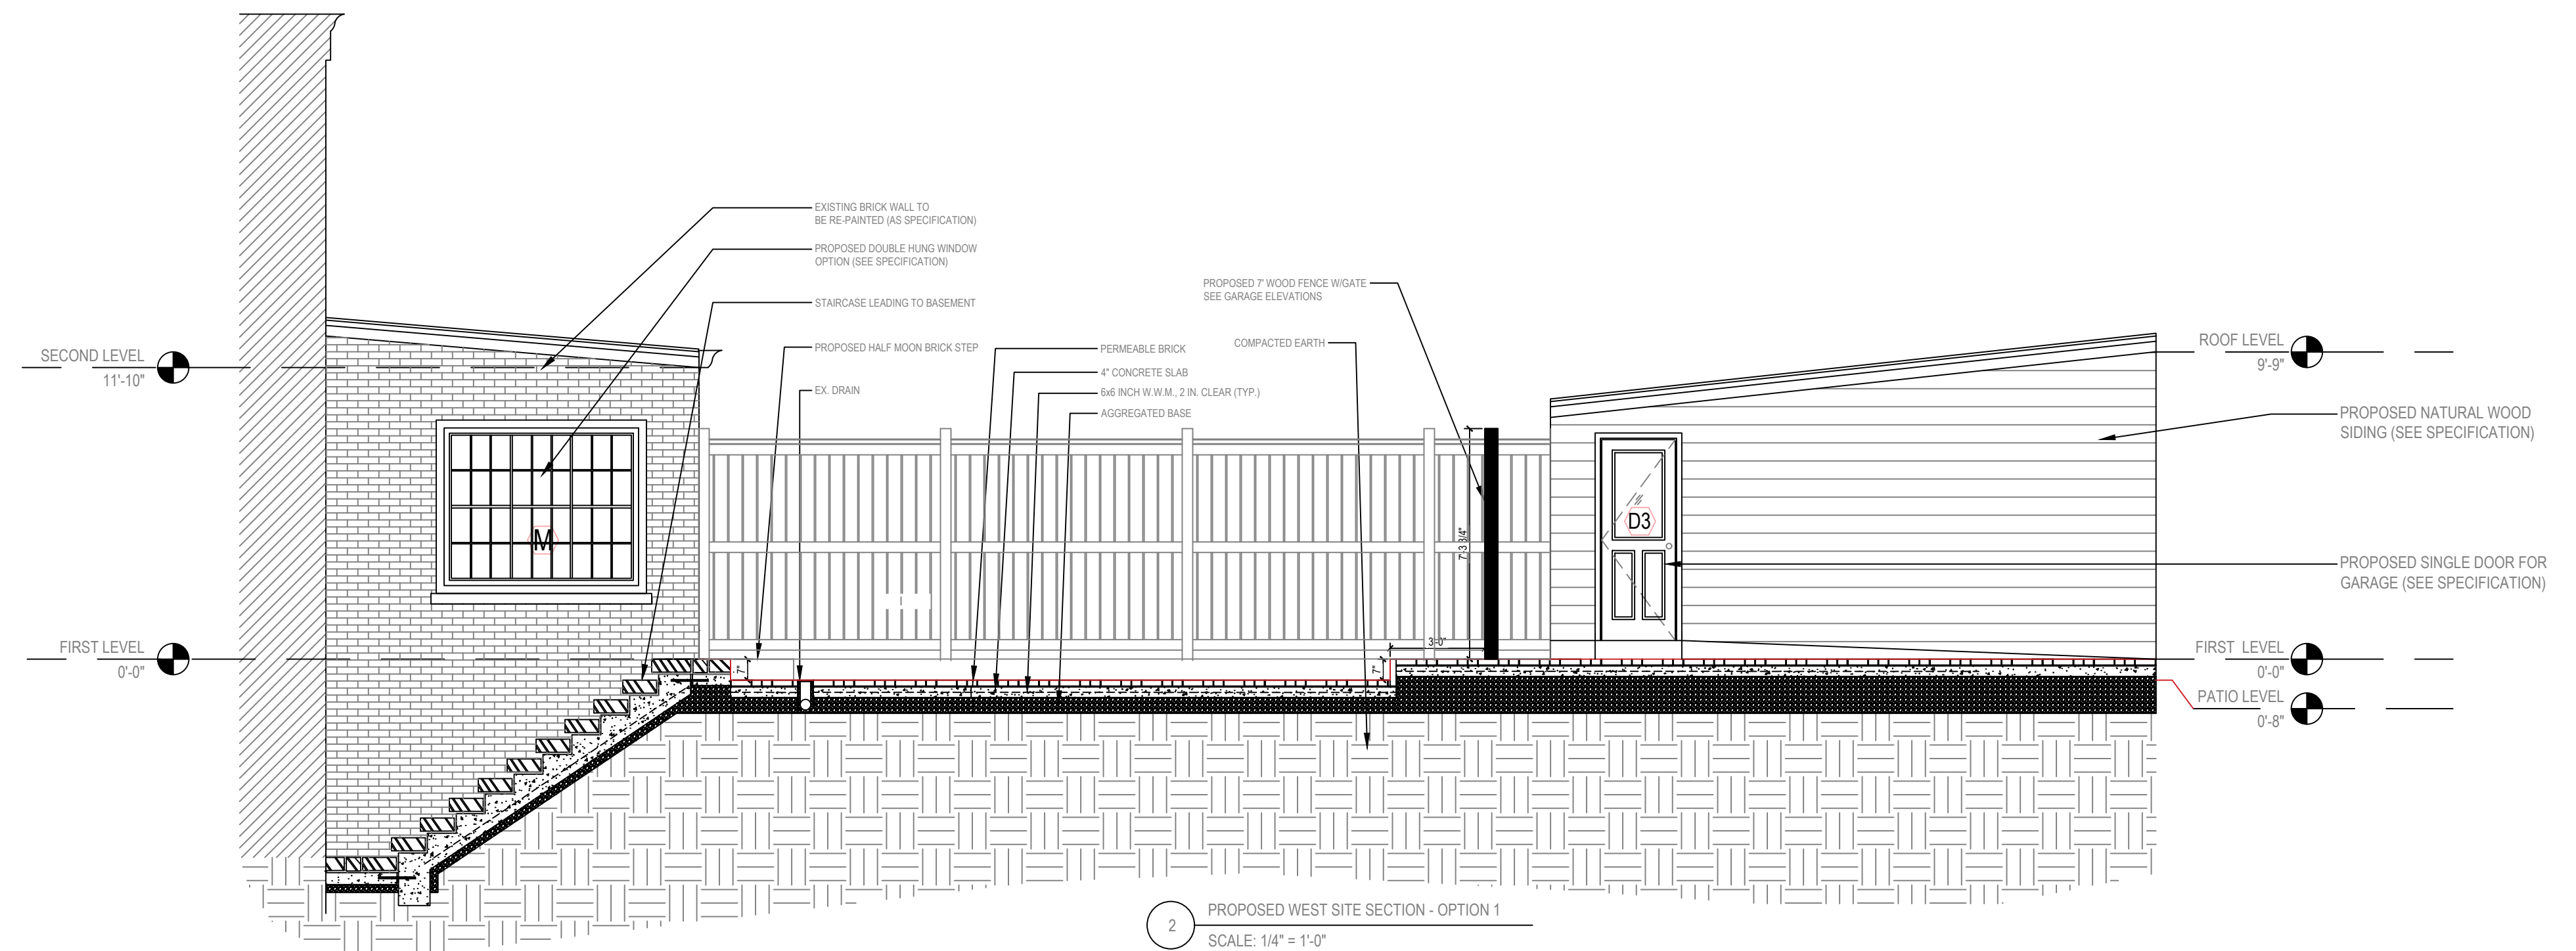 EXISTING BRICK WALL TO
BE RE-PAINTED (AS SPECIFICATION)
PROPOSED DOUBLE HUNG WINDOW
OPTION (SEE SPECIFICATION)
STAIRCASE LEADING TO BASEMENT
PROPOSED HALF MOON BRICK STEP
EX. DRAIN
PERMEABLE BRICK
4" CONCRETE SLAB
6x6 INCH W.W.M., 2 IN. CLEAR (TYP.)
AGGREGATED BASE
PROPOSED 7' WOOD FENCE W/GATE
SEE GARAGE ELEVATIONS
COMPACTED EARTH
SECOND LEVEL
11'-10"
FIRST LEVEL
0'-0"
M
7"
7"
3'-0"
7'-3 3/4"
D3
ROOF LEVEL
9'-9"
PROPOSED NATURAL WOOD
SIDING (SEE SPECIFICATION)
PROPOSED SINGLE DOOR FOR
GARAGE (SEE SPECIFICATION)
FIRST LEVEL
0'-0"
PATIO LEVEL
0'-8"
2
PROPOSED WEST SITE SECTION - OPTION 1
SCALE: 1/4" = 1'-0"